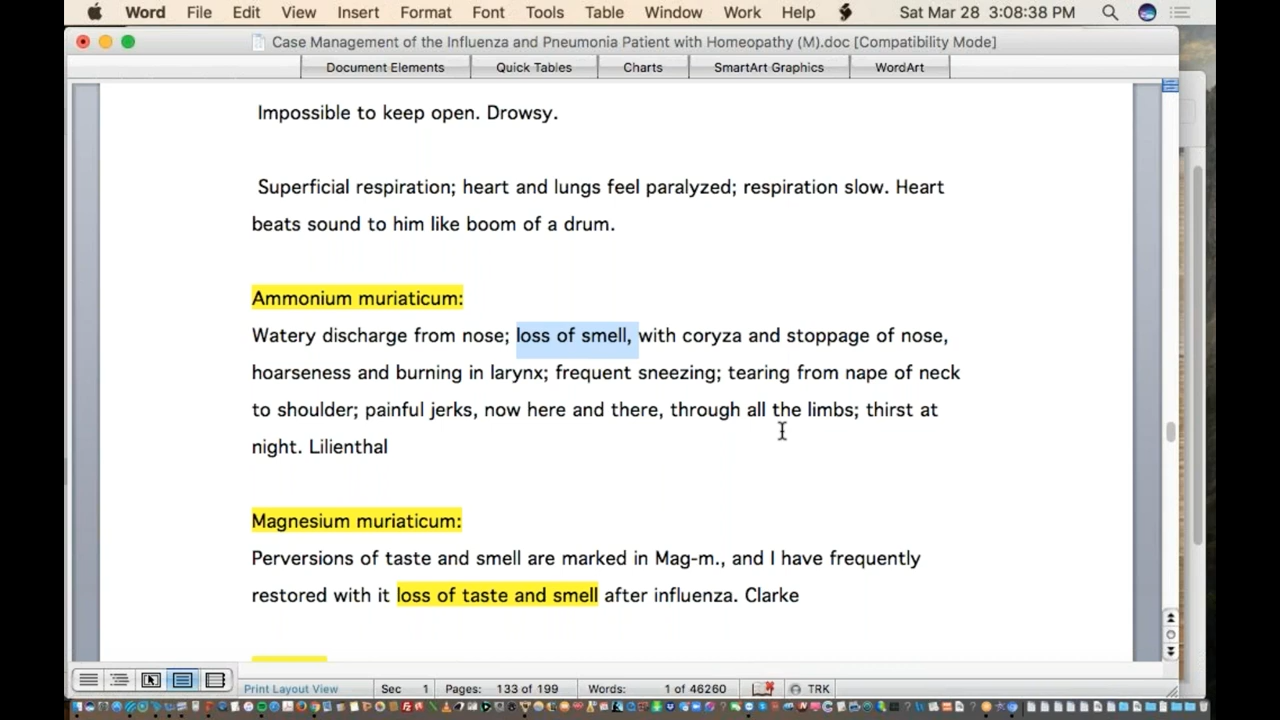 Word File Edit View Insert Format Font Tools Table Window Work Help Sat Mar 28 3:08:38 PM
Case Management of the Influenza and Pneumonia Patient with Homeopathy (M).doc [Compatibility Mode]
Document Elements Quick Tables Charts SmartArt Graphics WordArt
Impossible to keep open. Drowsy.
Superficial respiration; heart and lungs feel paralyzed; respiration slow. Heart
beats sound to him like boom of a drum.
Ammonium muriaticum:
Watery discharge from nose; loss of smell, with coryza and stoppage of nose,
hoarseness and burning in larynx; frequent sneezing; tearing from nape of neck
to shoulder; painful jerks, now here and there, through all the limbs; thirst at
night. Lilienthal
Magnesium muriaticum:
Perversions of taste and smell are marked in Mag-m., and I have frequently
restored with it loss of taste and smell after influenza. Clarke
Print Layout View Sec 1 Pages: 133 of 199 Words: 1 of 46260 TRK